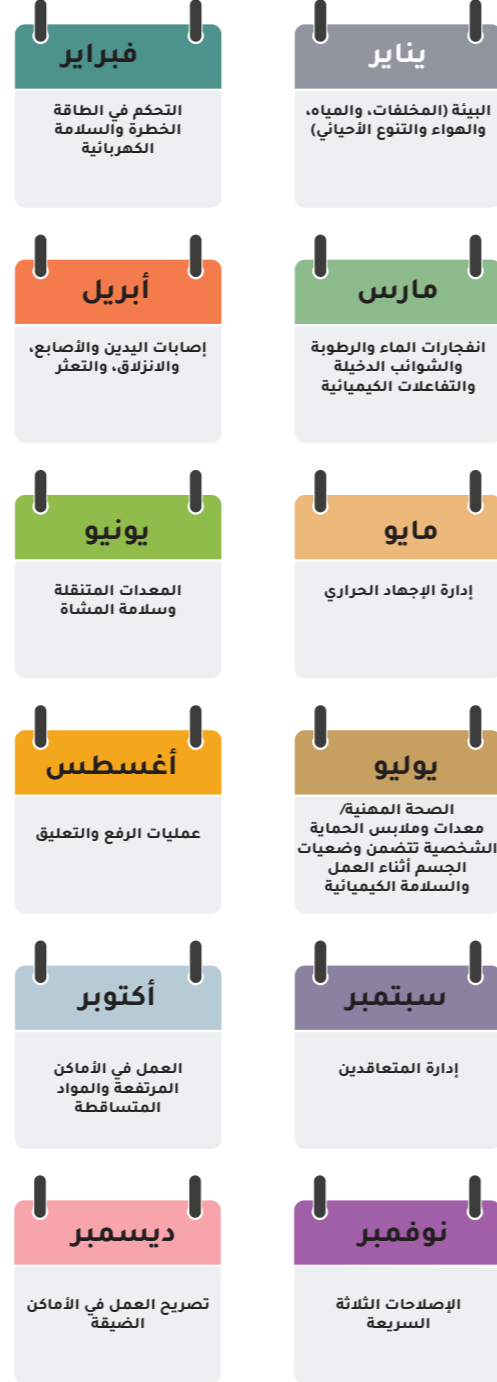 يناير
البيئة (المخلفات، والمياه،
والهواء والتنوع الأحيائي)
فبراير
التحكم في الطاقة
الخطرة والسلامة
الكهربائية
مارس
انفجارات الماء والرطوبة
والشوائب الدخيلة
والتفاعلات الكيميائية
أبريل
إصابات اليدين والأصابع،
والانزلاق، والتعثر
مايو
إدارة الإجهاد الحراري
يونيو
المعدات المتنقلة
وسلامة المشاة
يوليو
الصحة المهنية/
معدات وملابس الحماية
الشخصية تتضمن وضعيات
الجسم أثناء العمل
والسلامة الكيميائية
أغسطس
عمليات الرفع والتعليق
سبتمبر
إدارة المتعاقدين
أكتوبر
العمل في الأماكن
المرتفعة والمواد
المتساقطة
نوفمبر
الإصلاحات الثلاثة
السريعة
ديسمبر
تصريح العمل في الأماكن
الضيقة